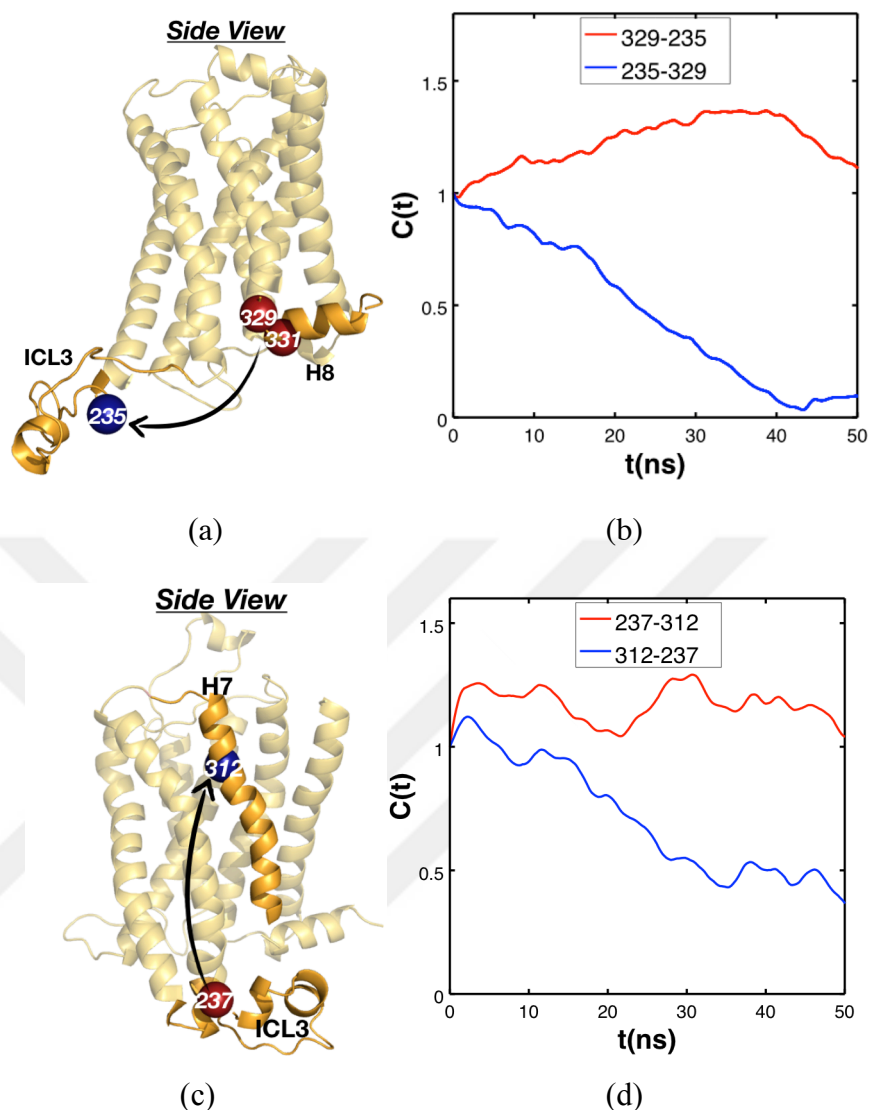 Side View
329
331
ICL3
H8
235
(a)
329-235
235-329
1.5
1
0.5
0
C(t)
0 10 20 30 40 50
t(ns)
(b)
Side View
H7
312
237
ICL3
(c)
237-312
312-237
1.5
1
0.5
0
C(t)
0 10 20 30 40 50
t(ns)
(d)